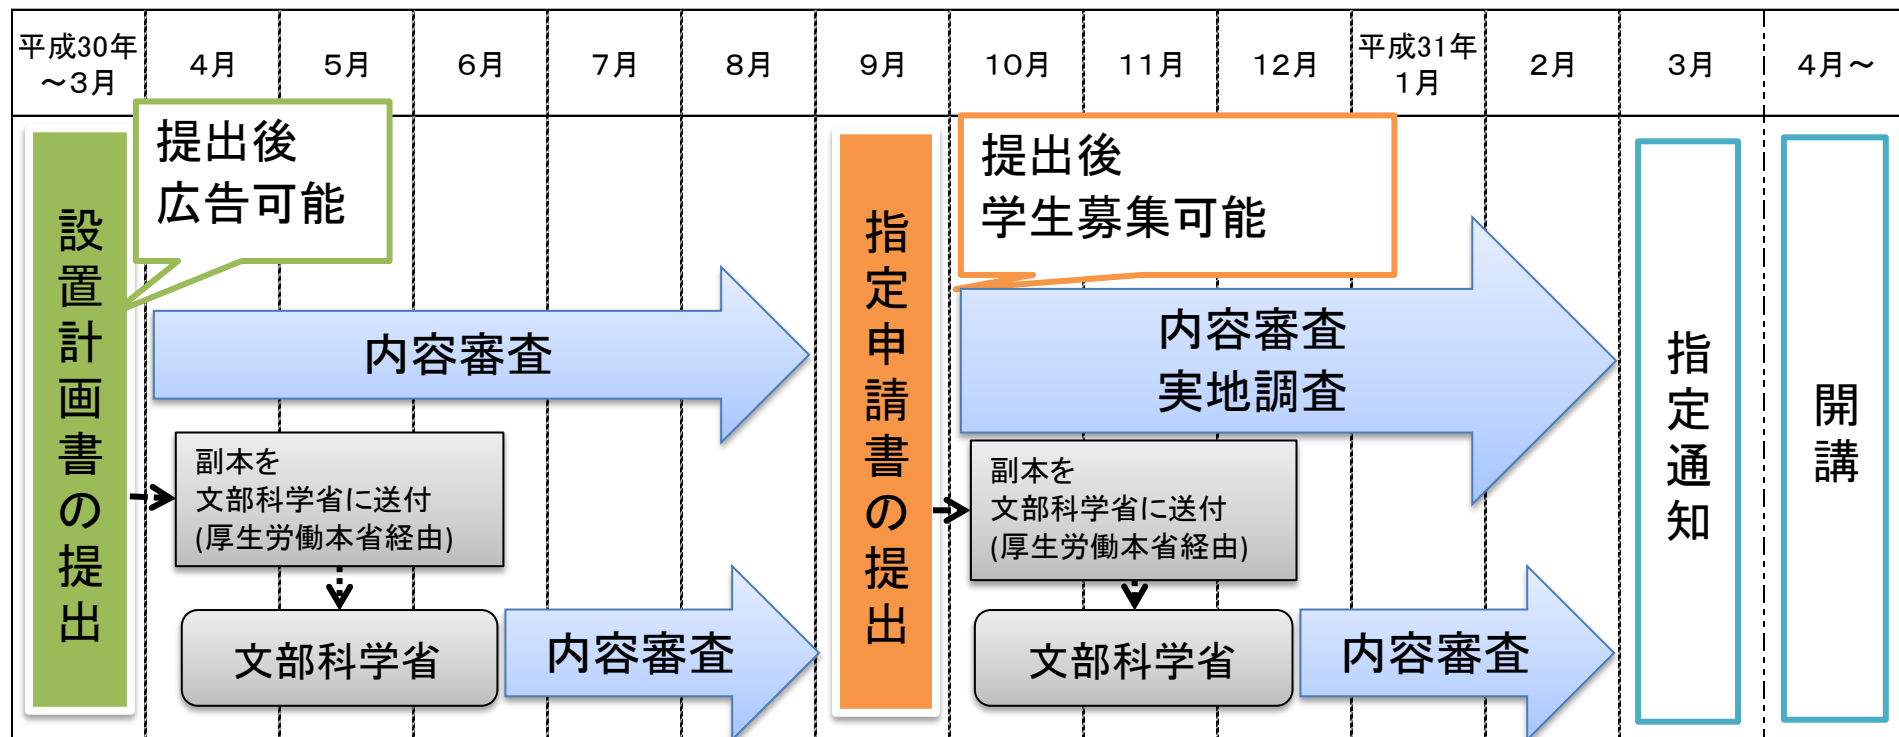 平成30年
～3月
4月
5月
6月
7月
8月
9月
10月
11月
12月
平成31年
1月
2月
3月
4月～
設置計画書の提出
提出後
広告可能
内容審査
副本を
文部科学省に送付
(厚生労働本省経由)
文部科学省
内容審査
指定申請書の提出
提出後
学生募集可能
内容審査
実地調査
副本を
文部科学省に送付
(厚生労働本省経由)
文部科学省
内容審査
指定通知
開講